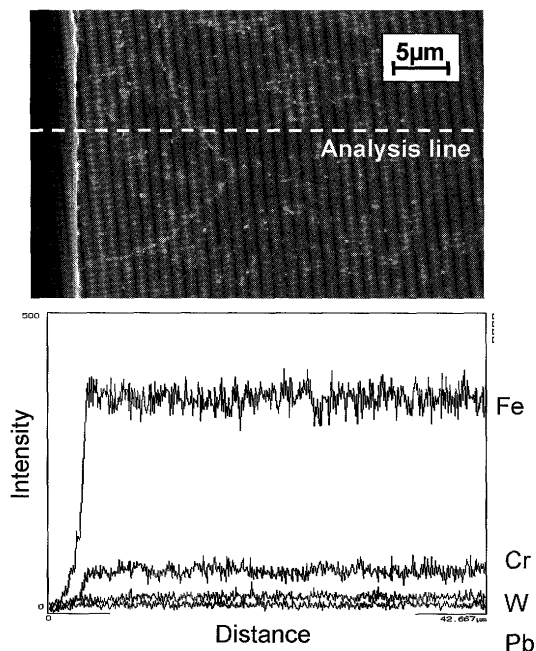 5µm
Analysis line
500
Intensity
Fe
Cr
W
Pb
0
0
42.667µm
Distance